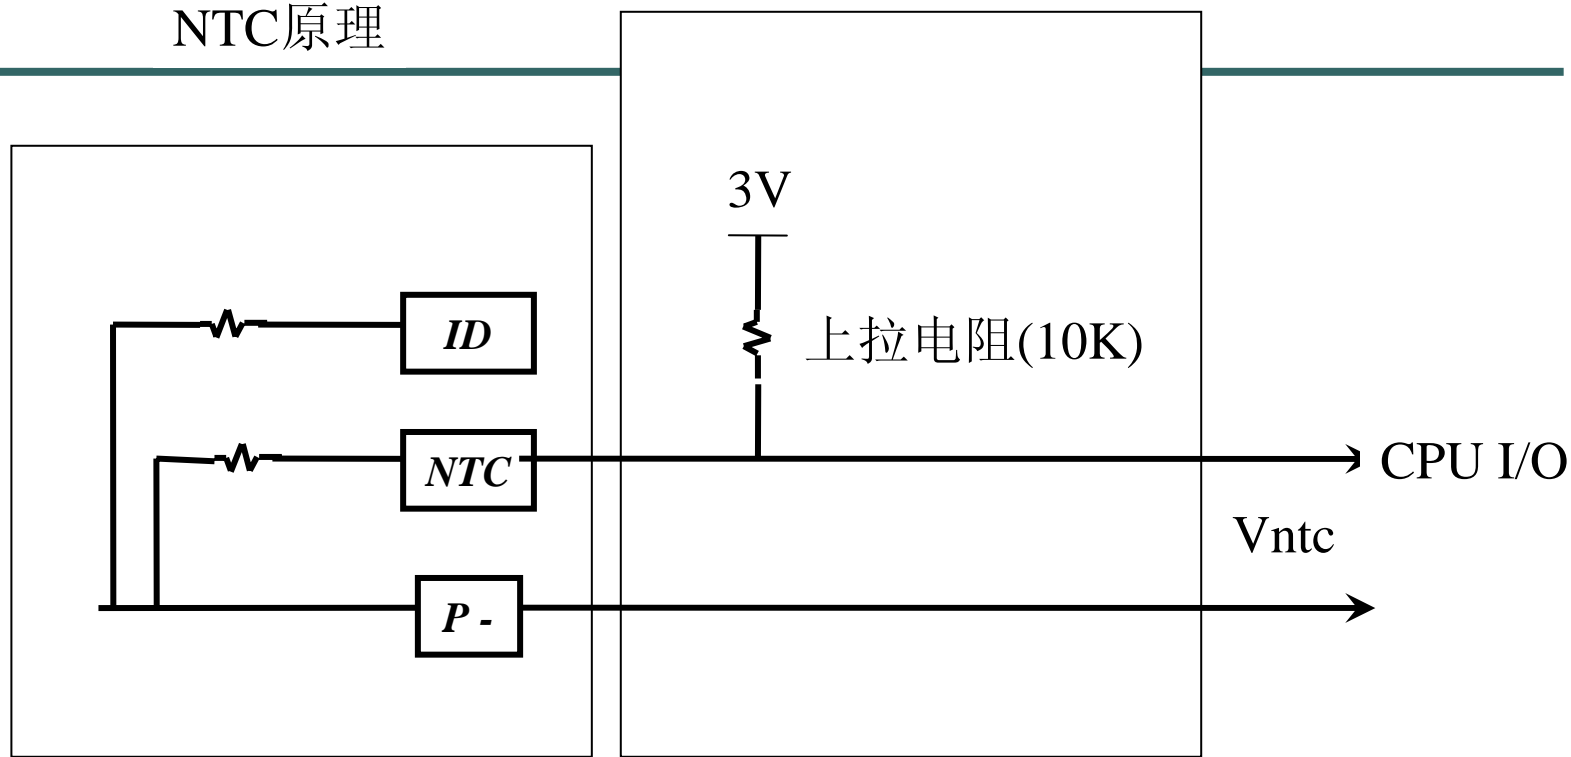 NTC原理
3V
ID
上拉电阻(10K)
NTC
CPU I/O
Vntc
P -